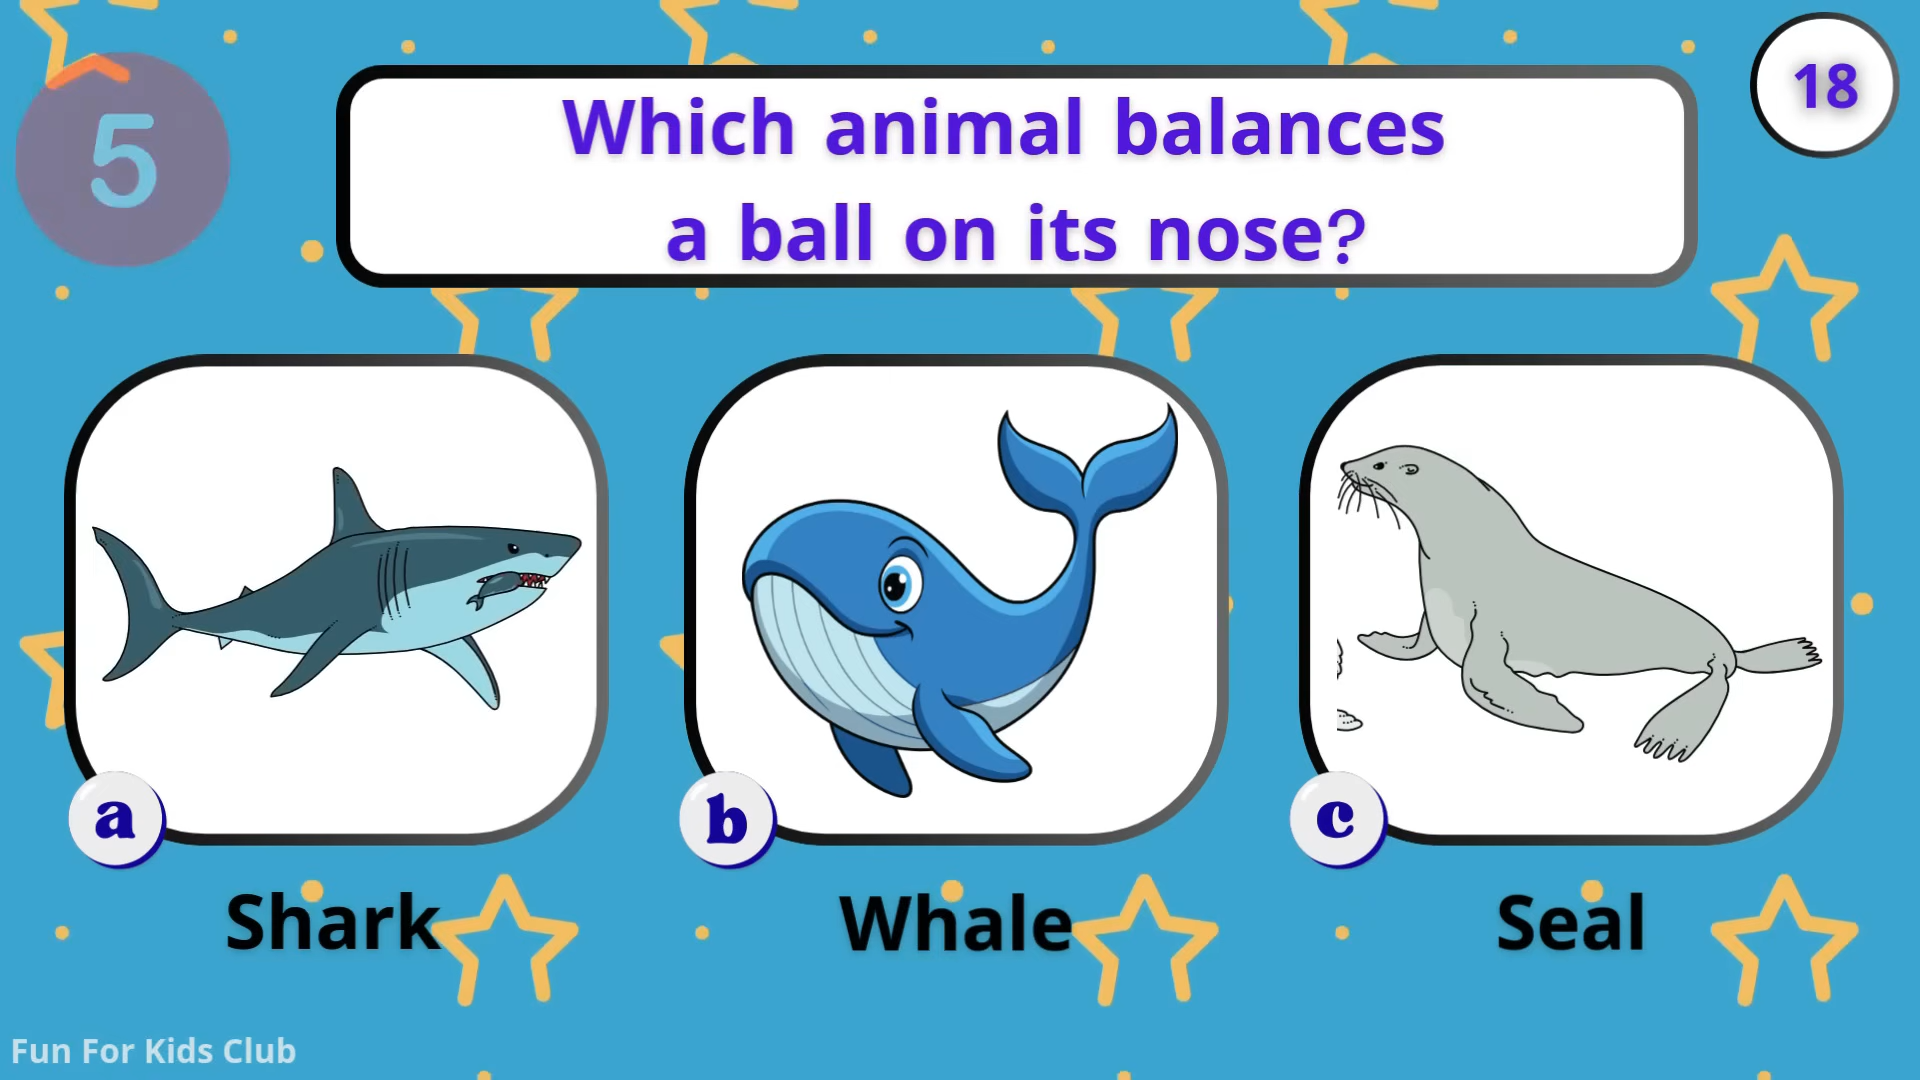 5
18
Which animal balances
a ball on its nose?
a
b
c
Shark
Whale
Seal
Fun For Kids Club